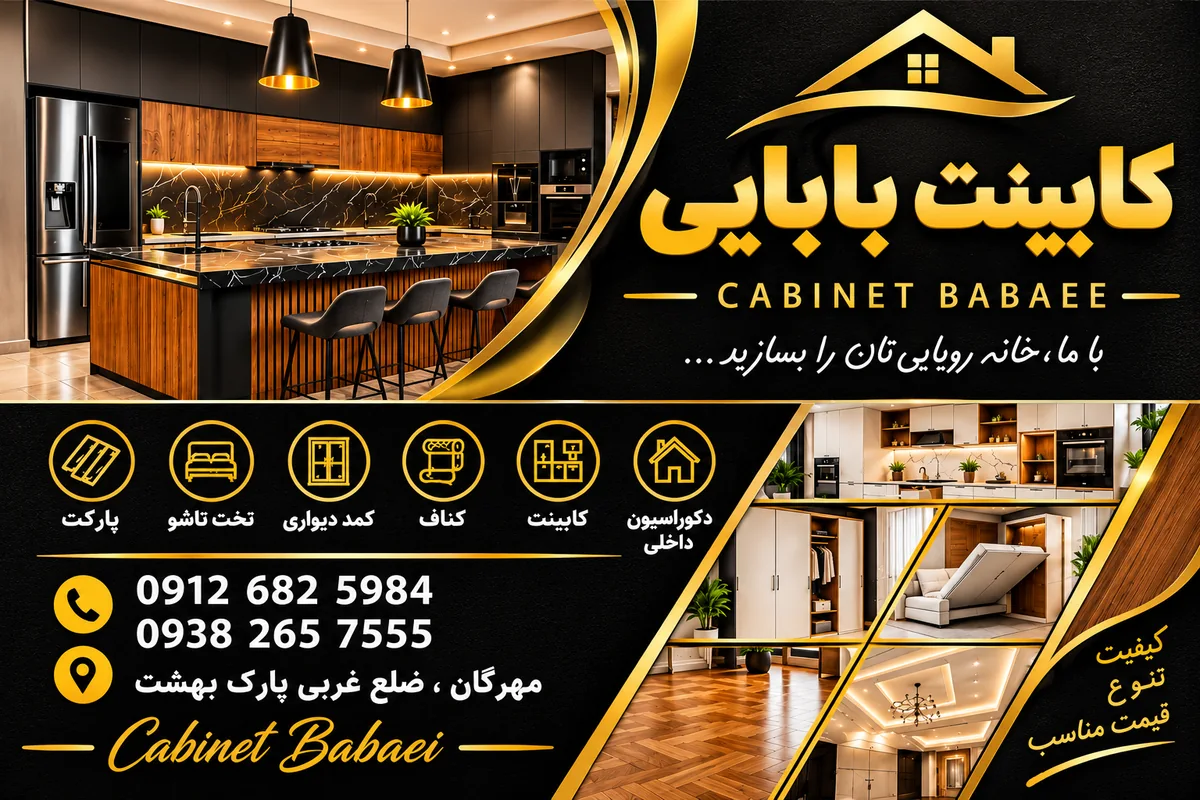 کابینت بابایی
CABINET BABAEE
با ما، خانه رویایی تان را بسازید ...
دکوراسیون داخلی
کابینت
کناف
کمد دیواری
تخت تاشو
پارکت
0912 682 5984
0938 265 7555
مهرگان ، ضلع غربی پارک بهشت
Cabinet Babaei
کیفیت
تنوع
قیمت مناسب